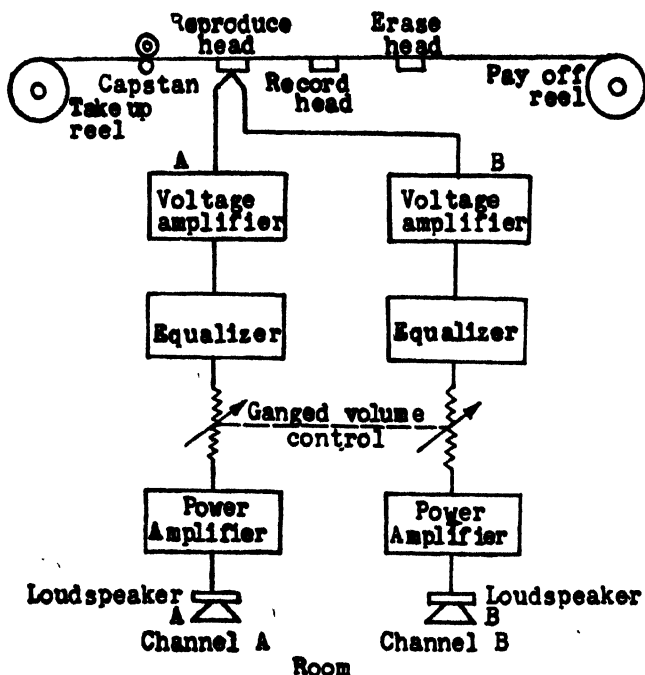 Reproduce
head
Erase
head
Capstan
Take up
reel
Record
head
Pay off
reel
A
B
Voltage
amplifier
Voltage
amplifier
Equalizer
Equalizer
Ganged volume
control
Power
Amplifier
Power
Amplifier
Loudspeaker
A
Channel A
Loudspeaker
B
Channel B
Room